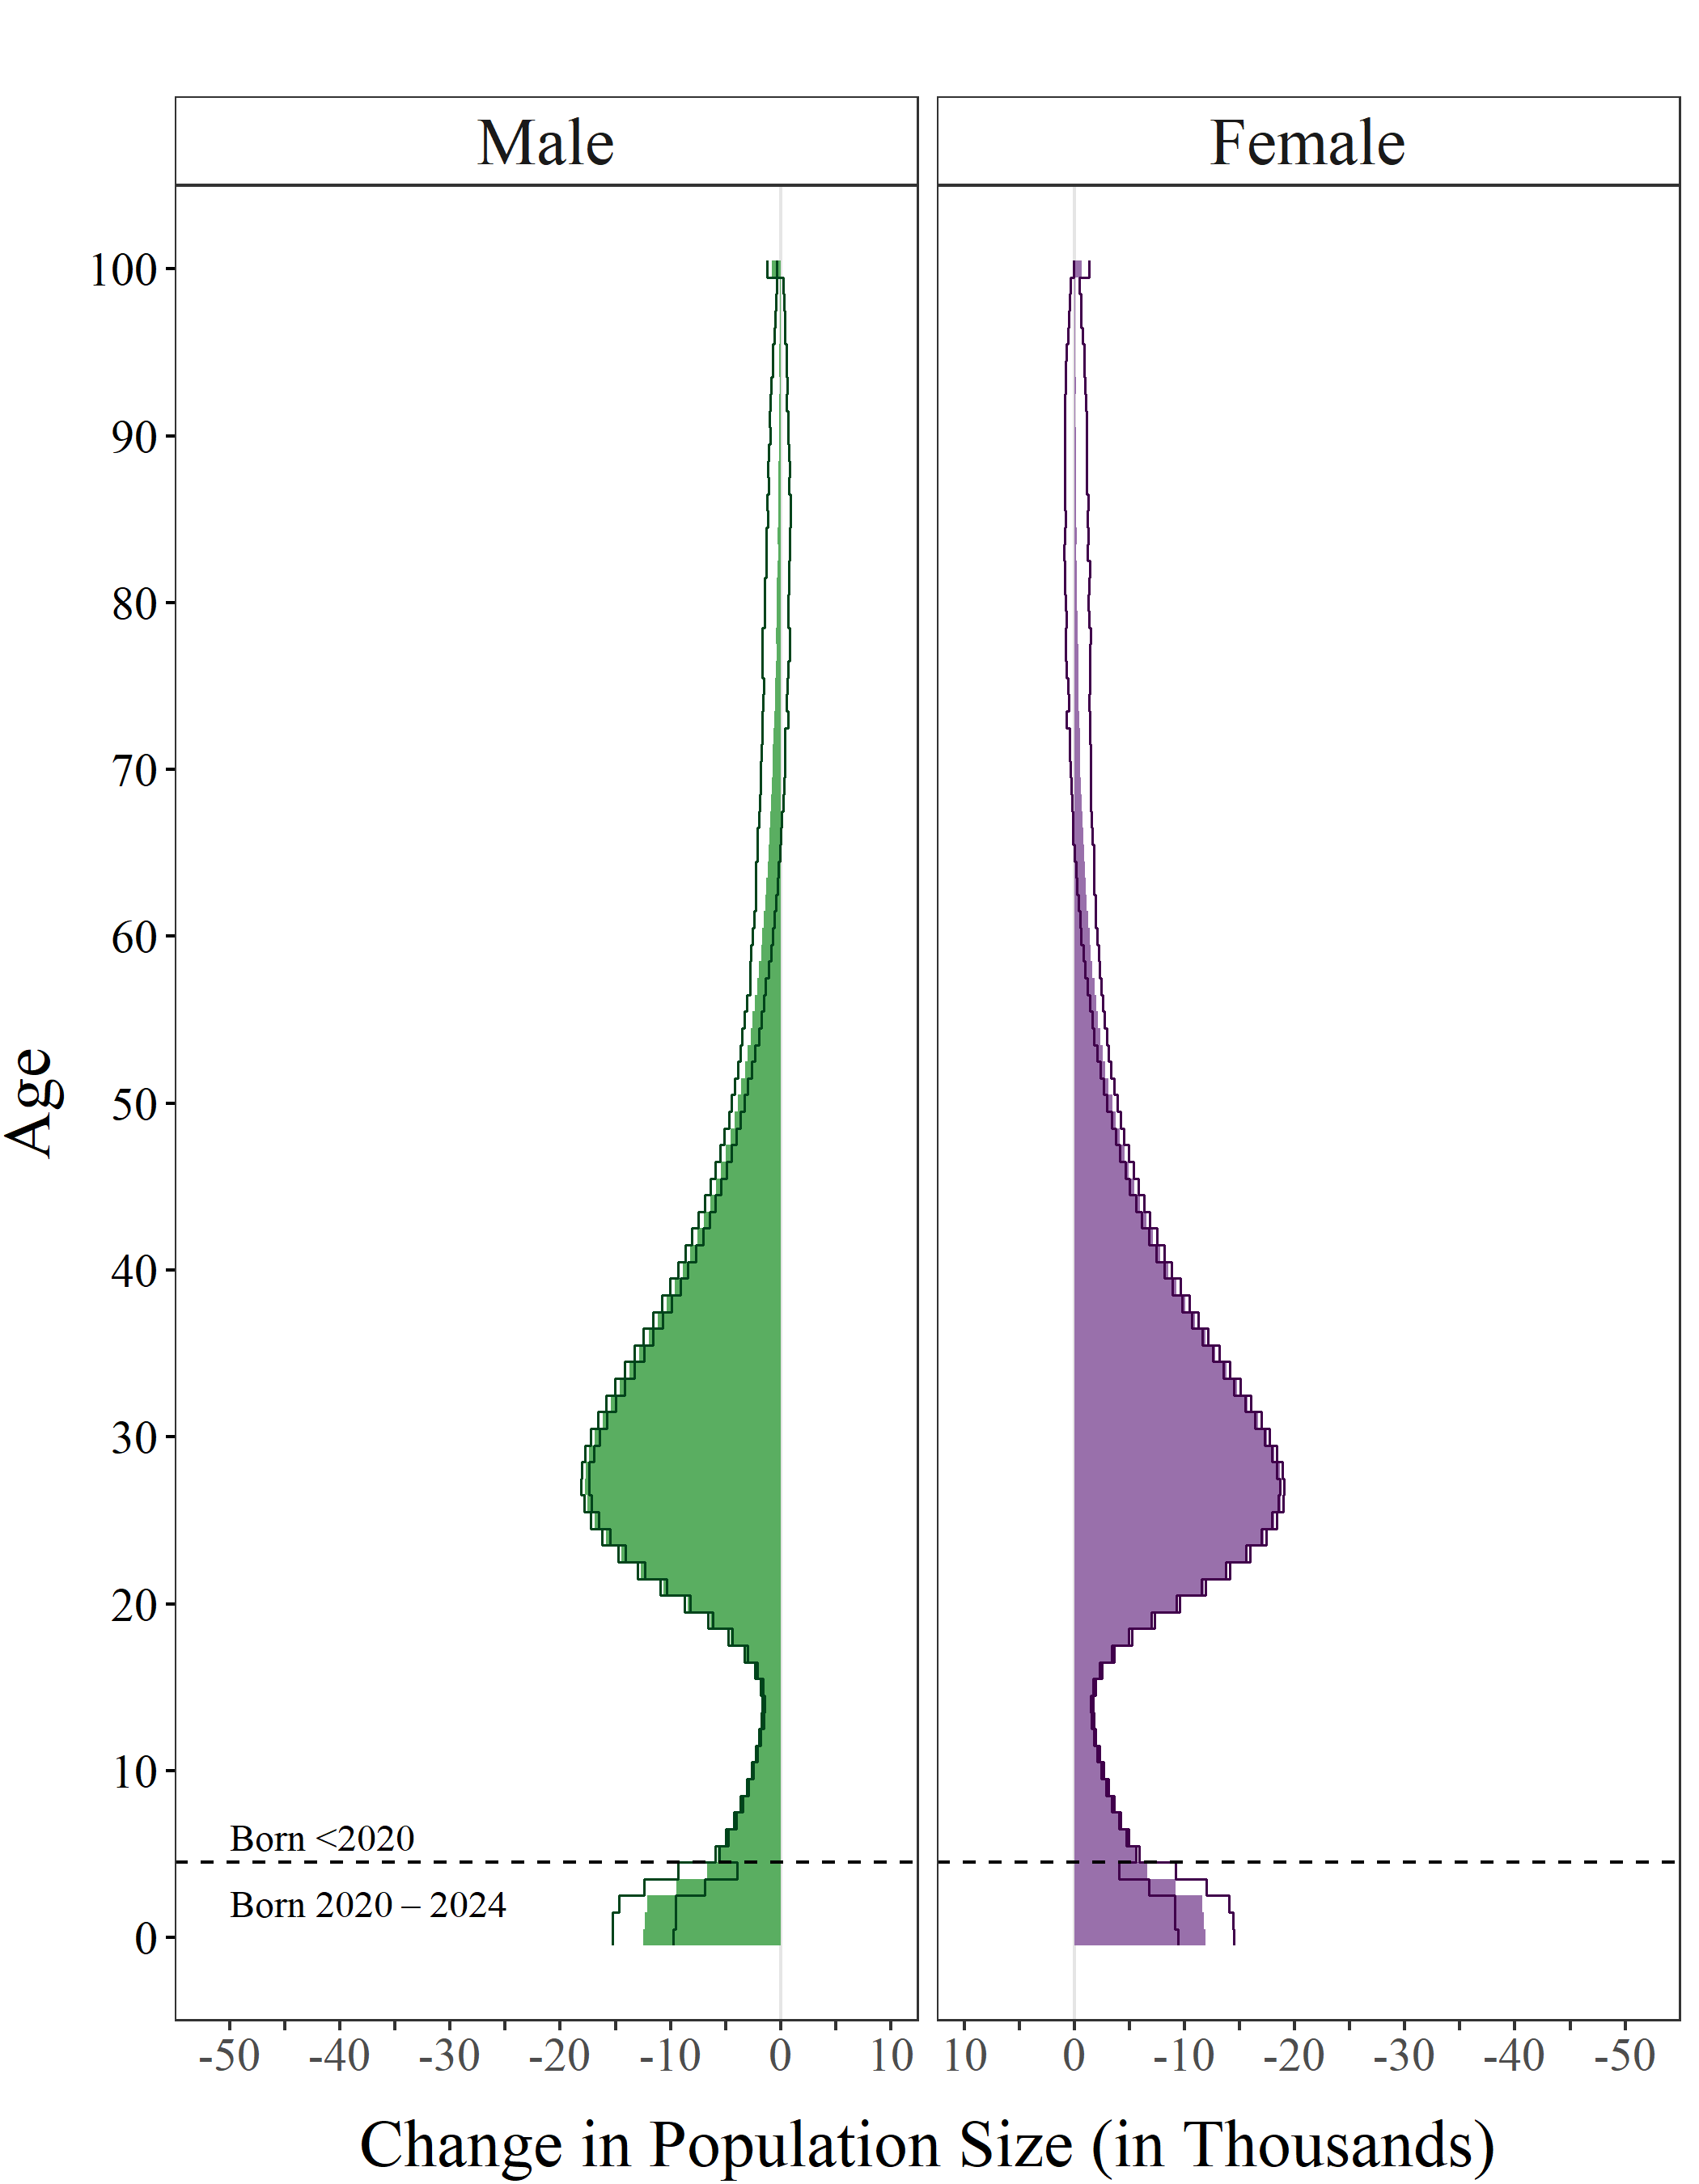 Male
Female
100
90
80
70
60
50
40
30
20
10
0
Age
Born <2020
Born 2020 – 2024
-50 -40 -30 -20 -10 0 10
10 0 -10 -20 -30 -40 -50
Change in Population Size (in Thousands)